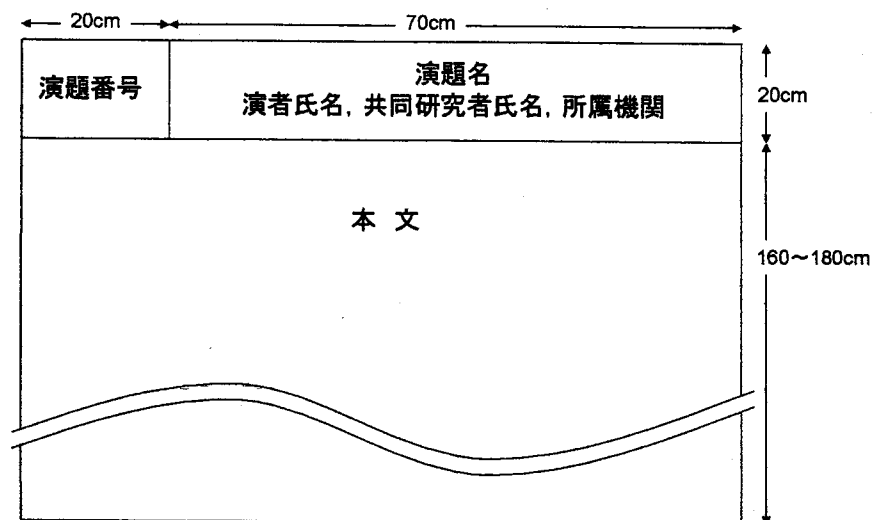 20cm
70cm
演題番号
演題名
演者氏名, 共同研究者氏名, 所属機関
20cm
本 文
160〜180cm